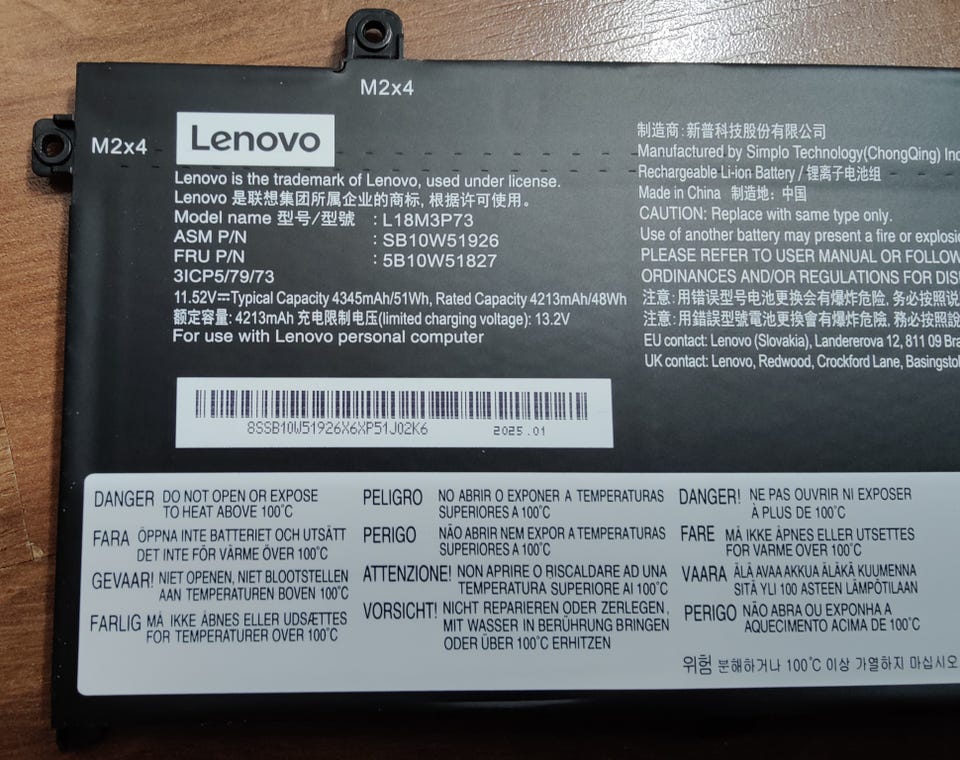 M2x4
M2x4
Lenovo
Lenovo is the trademark of Lenovo, used under license.
Lenovo 是联想集团所属企业的商标, 根据许可使用。
Model name 型号/型號 : L18M3P73
ASM P/N : SB10W51926
FRU P/N : 5B10W51827
3ICP5/79/73
11.52V⎓Typical Capacity 4345mAh/51Wh, Rated Capacity 4213mAh/48Wh
额定容量: 4213mAh 充电限制电压(limited charging voltage): 13.2V
For use with Lenovo personal computer
8SSB10W51926X6XP51J02K6
2025.01
制造商: 新普科技股份有限公司
Manufactured by Simplo Technology(ChongQing) Inc
Rechargeable Li-ion Battery / 锂离子电池组
Made in China 制造地: 中国
CAUTION: Replace with same type only.
Use of another battery may present a fire or explosio
PLEASE REFER TO USER MANUAL OR FOLLOW
ORDINANCES AND/OR REGULATIONS FOR DIS
注意: 用错误型号电池更换会有爆炸危险, 务必按照说
注意: 用錯誤型號電池更換會有爆炸危險, 務必按照說
EU contact: Lenovo (Slovakia), Landererova 12, 811 09 Bra
UK contact: Lenovo, Redwood, Crockford Lane, Basingstok
DANGER DO NOT OPEN OR EXPOSE
TO HEAT ABOVE 100°C
FARA ÖPPNA INTE BATTERIET OCH UTSÄTT
DET INTE FÖR VÄRME ÖVER 100°C
GEVAAR! NIET OPENEN, NIET BLOOTSTELLEN
AAN TEMPERATUREN BOVEN 100°C
FARLIG MÅ IKKE ÅBNES ELLER UDSÆTTES
FOR TEMPERATURER OVER 100°C
PELIGRO NO ABRIR O EXPONER A TEMPERATURAS
SUPERIORES A 100°C
PERIGO NÃO ABRIR NEM EXPOR A TEMPERATURAS
SUPERIORES A 100°C
ATTENZIONE! NON APRIRE O RISCALDARE AD UNA
TEMPERATURA SUPERIORE AI 100°C
VORSICHT! NICHT REPARIEREN ODER ZERLEGEN,
MIT WASSER IN BERÜHRUNG BRINGEN
ODER ÜBER 100°C ERHITZEN
DANGER! NE PAS OUVRIR NI EXPOSER
À PLUS DE 100°C
FARE MÅ IKKE ÅPNES ELLER UTSETTES
FOR VARME OVER 100°C
VAARA ÄLÄ AVAA AKKUA ÄLÄKÄ KUUMENNA
SITÄ YLI 100 ASTEEN LÄMPÖTILAAN
PERIGO NÃO ABRA OU EXPONHA A
AQUECIMENTO ACIMA DE 100°C
위험 분해하거나 100°C 이상 가열하지 마십시오